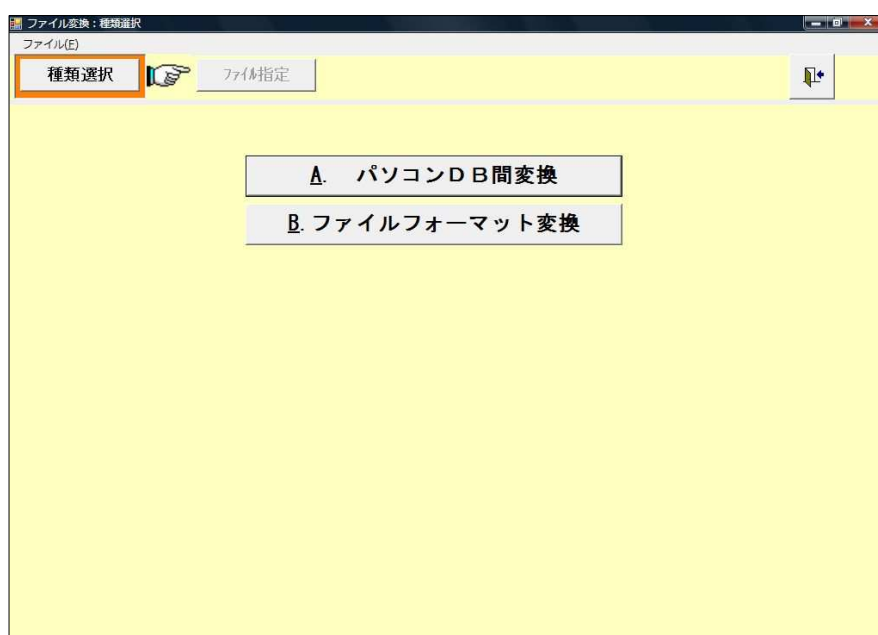 ファイル変換：種類選択
ファイル(F)
種類選択 ﾌｧｲﾙ指定
A. パソコンＤＢ間変換
B. ファイルフォーマット変換